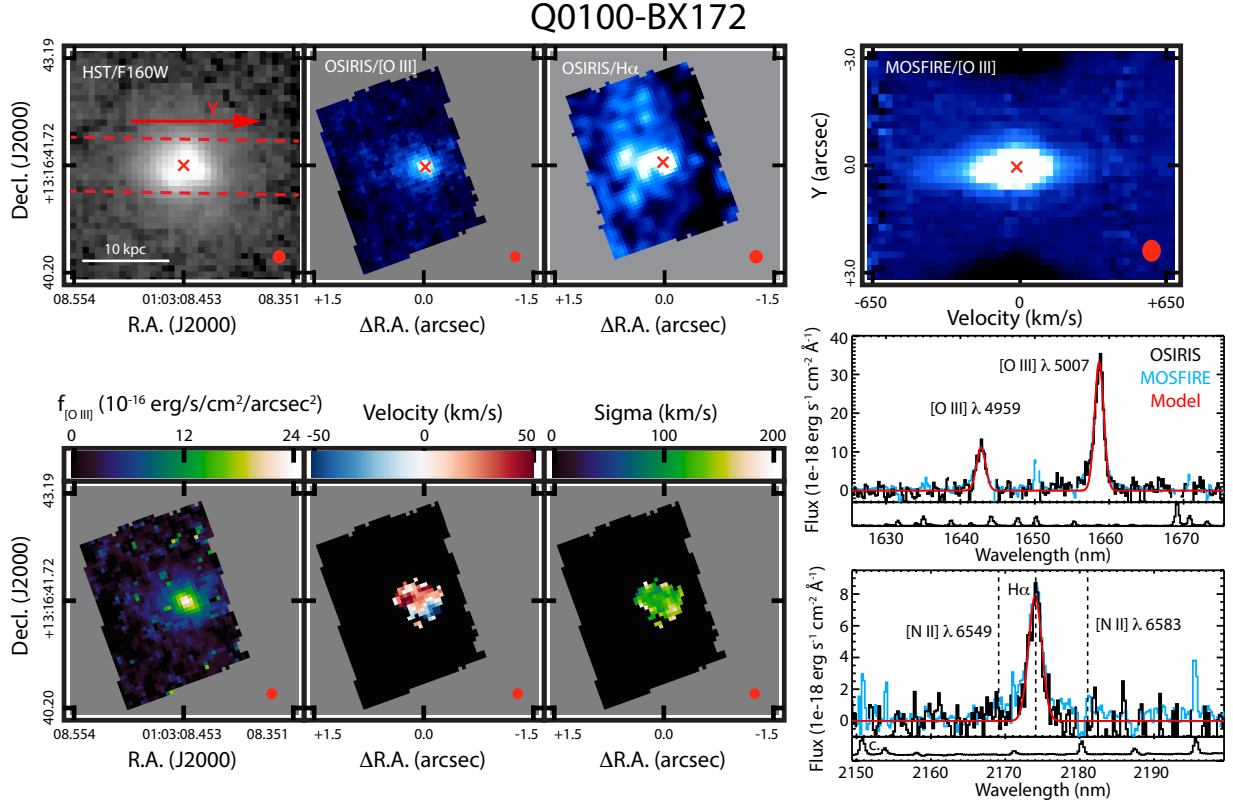 Q0100-BX172
HST/F160W
Y
10 kpc
Decl. (J2000)
43.19
+13:16:41.72
40.20
08.554
01:03:08.453
08.351
R.A. (J2000)
OSIRIS/[O III]
+1.5
0.0
-1.5
ΔR.A. (arcsec)
OSIRIS/Hα
+1.5
0.0
-1.5
ΔR.A. (arcsec)
MOSFIRE/[O III]
Y (arcsec)
-3.0
0.0
+3.0
-650
0
+650
Velocity (km/s)
f[O III] (10⁻¹⁶ erg/s/cm²/arcsec²)
0
12
24
Velocity (km/s)
-50
0
50
Sigma (km/s)
0
100
200
Decl. (J2000)
43.19
+13:16:41.72
40.20
08.554
01:03:08.453
08.351
R.A. (J2000)
+1.5
0.0
-1.5
ΔR.A. (arcsec)
+1.5
0.0
-1.5
ΔR.A. (arcsec)
Flux (1e-18 erg s⁻¹ cm⁻² Å⁻¹)
40
30
20
10
0
[O III] λ 5007
[O III] λ 4959
OSIRIS
MOSFIRE
Model
1630
1640
1650
1660
1670
Wavelength (nm)
Flux (1e-18 erg s⁻¹ cm⁻² Å⁻¹)
8
6
4
2
0
Hα
[N II] λ 6549
[N II] λ 6583
c.
2150
2160
2170
2180
2190
Wavelength (nm)